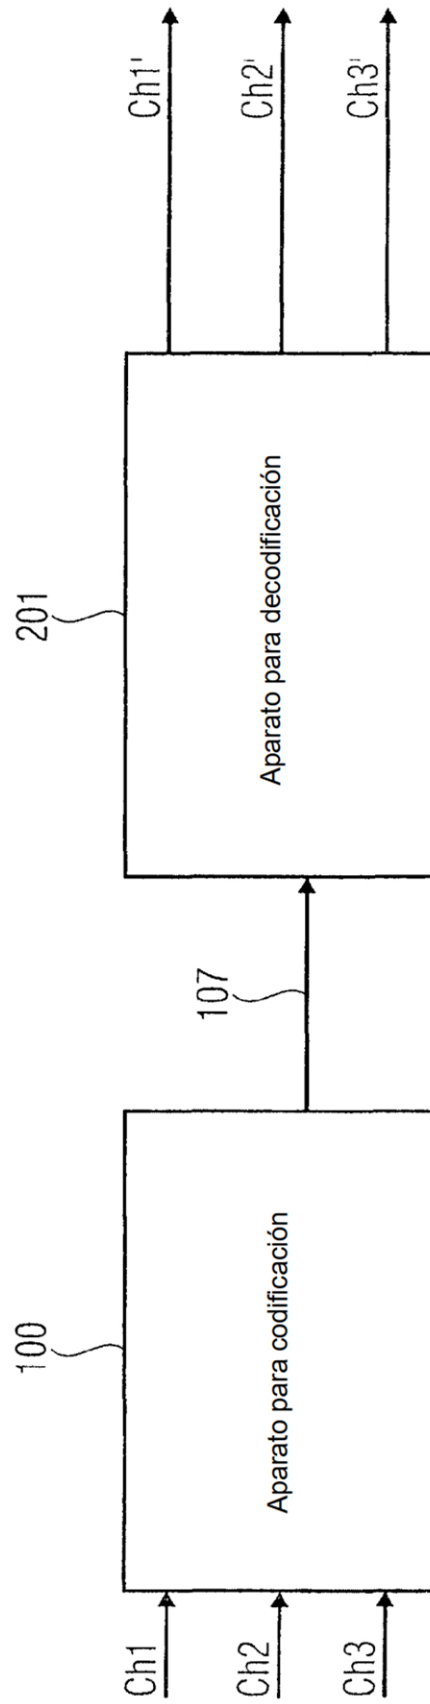 100
201
107
Ch1
Ch2
Ch3
Aparato para codificación
Aparato para decodificación
Ch1'
Ch2'
Ch3'